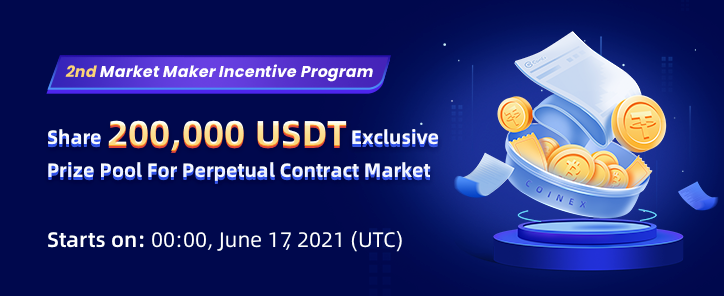 2nd Market Maker Incentive Program
Share 200,000 USDT Exclusive
Prize Pool For Perpetual Contract Market
Starts on: 00:00, June 17, 2021 (UTC)
COINEX